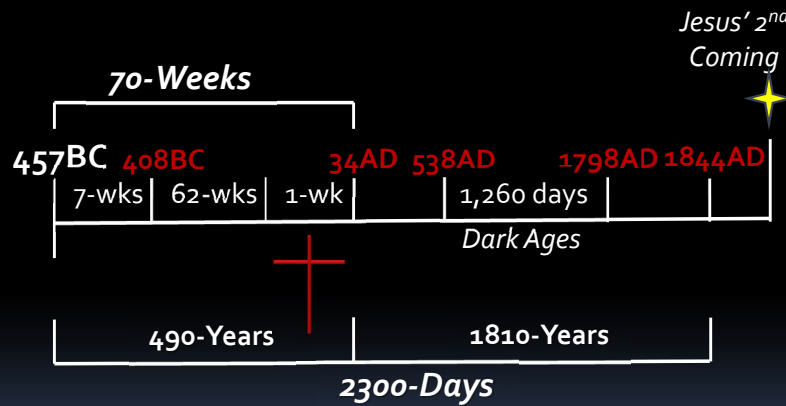 Jesus' 2nd
Coming
70-Weeks
457BC 408BC 34AD 538AD 1798AD 1844AD
7-wks 62-wks 1-wk 1,260 days
Dark Ages
490-Years 1810-Years
2300-Days